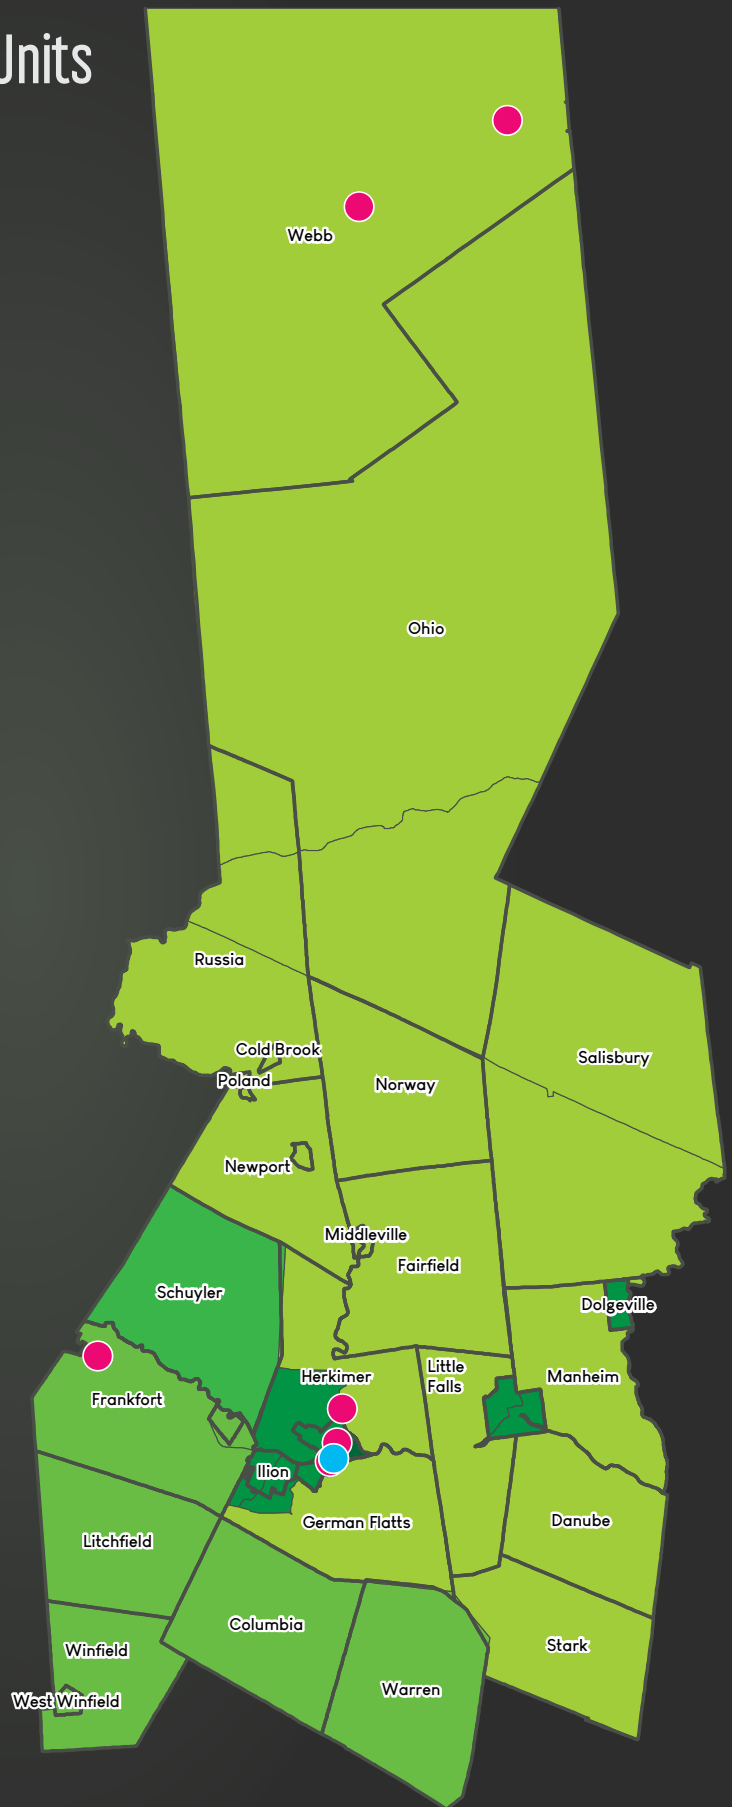 Units
Webb
Ohio
Russia
Cold Brook
Poland
Salisbury
Norway
Newport
Middleville
Fairfield
Schuyler
Dolgeville
Herkimer
Little
Falls
Manheim
Frankfort
Ilion
German Flatts
Danube
Litchfield
Columbia
Winfield
Stark
Warren
West Winfield